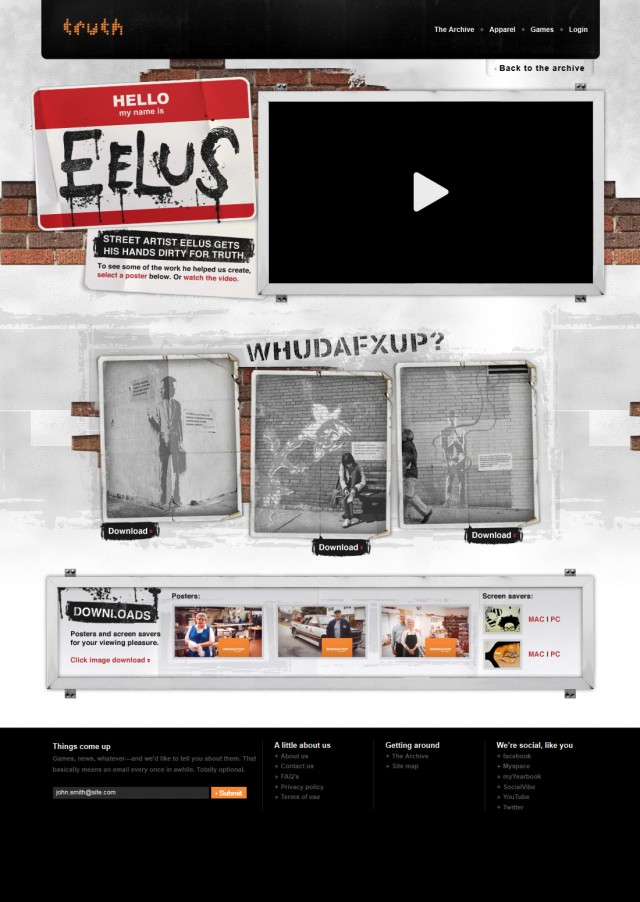 truth
The Archive • Apparel • Games • Login
Back to the archive
HELLO
my name is
EELUS
STREET ARTIST EELUS GETS
HIS HANDS DIRTY FOR TRUTH.
To see some of the work he helped us create,
select a poster below. Or watch the video.
WHUDAFXUP?
Download
Download
Download
DOWNLOADS
Posters and screen savers
for your viewing pleasure.
Click image download
Posters:
Screen savers:
MAC | PC
MAC | PC
Things come up
Games, news, whatever—and we'd like to tell you about them. That
basically means an email every once in awhile. Totally optional.
john.smith@site.com
› Submit
A little about us
+ About us
+ Contact us
+ FAQ's
+ Privacy policy
+ Terms of use
Getting around
+ The Archive
+ Site map
We're social, like you
+ facebook
+ Myspace
+ myYearbook
+ SocialVibe
+ YouTube
+ Twitter